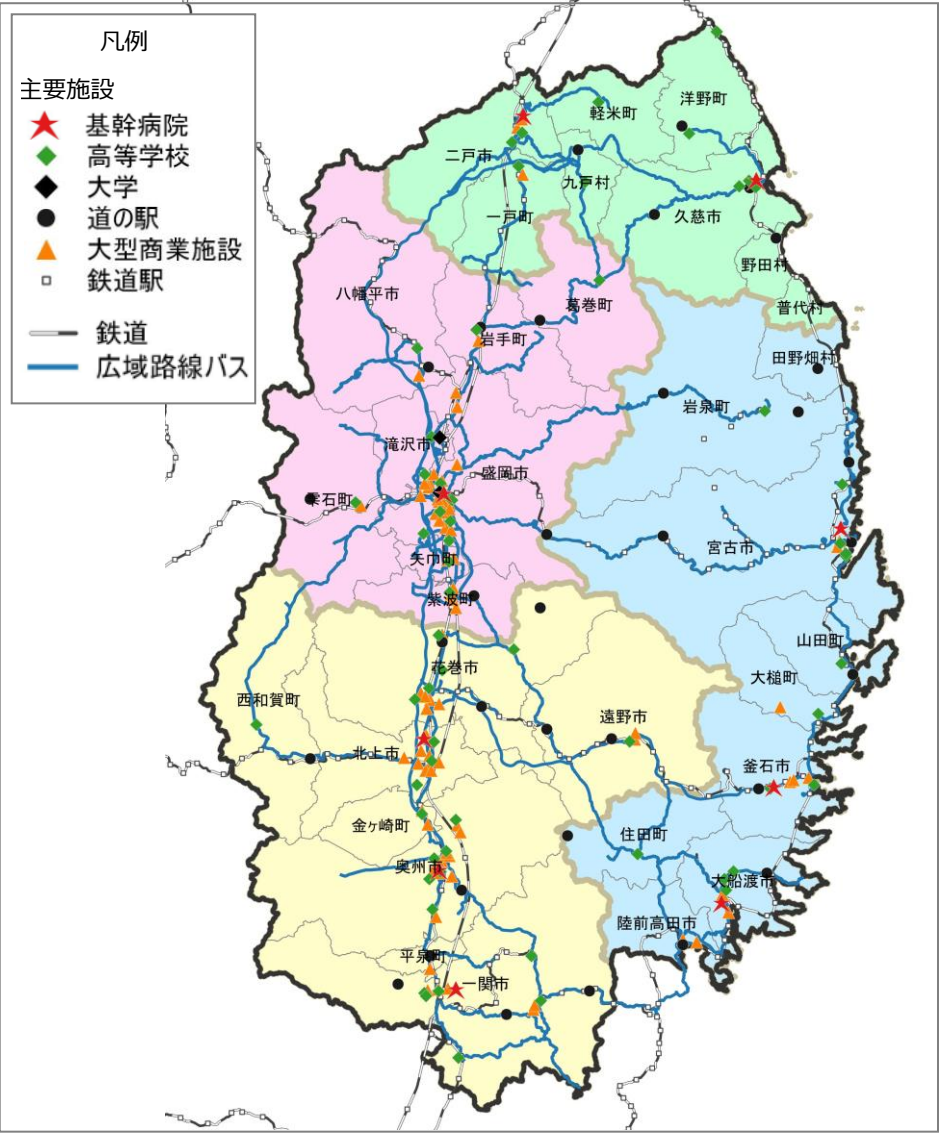 凡例
主要施設
基幹病院
高等学校
大学
道の駅
大型商業施設
鉄道駅
鉄道
広域路線バス
洋野町
軽米町
二戸市
九戸村
一戸町
久慈市
野田村
普代村
八幡平市
葛巻町
岩手町
田野畑村
岩泉町
滝沢市
盛岡市
雫石町
宮古市
矢巾町
紫波町
山田町
花巻市
大槌町
西和賀町
遠野市
北上市
釜石市
金ヶ崎町
住田町
奥州市
大船渡市
陸前高田市
平泉町
一関市